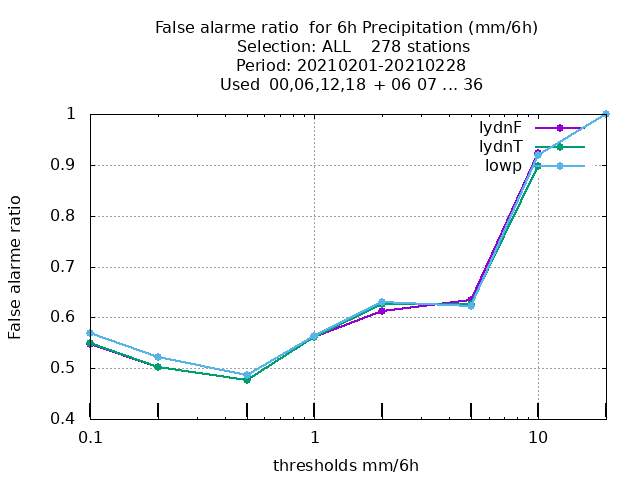 False alarme ratio  for 6h Precipitation (mm/6h)
Selection: ALL    278 stations
Period: 20210201-20210228
Used  00,06,12,18  + 06 07 ... 36
1
0.9
0.8
0.7
0.6
0.5
0.4
0.1
1
10
False alarme ratio
thresholds mm/6h
lydnF
lydnT
lowp